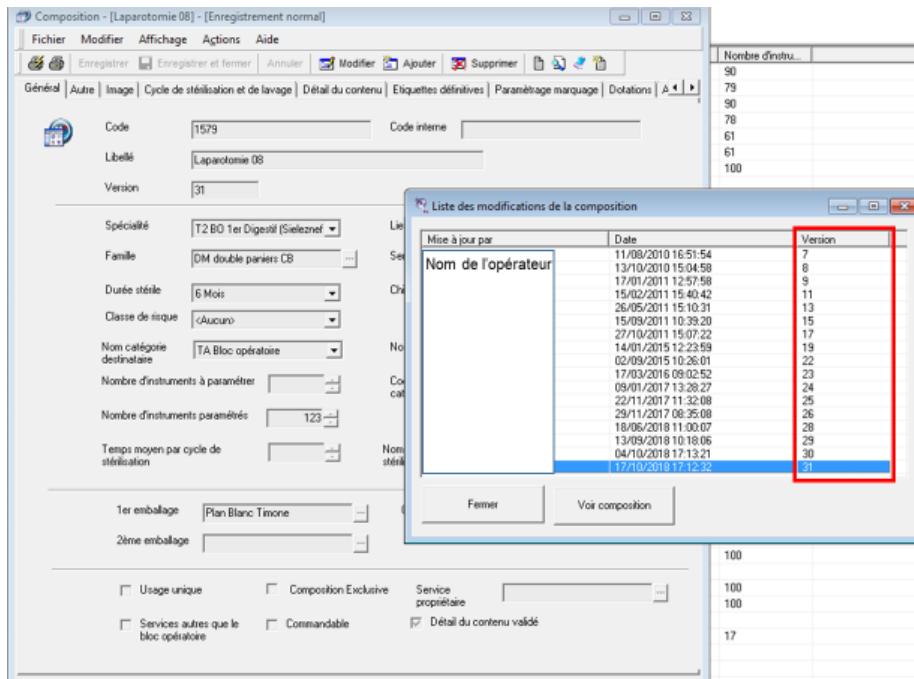 Composition - [Laparotomie 08] - [Enregistrement normal]
Fichier Modifier Affichage Actions Aide
Enregistrer Enregistrer et fermer Annuler Modifier Ajouter Supprimer
Général Autre Image Cycle de stérilisation et de lavage Détail du contenu Etiquettes définitives Paramètrage marquage Dotations A
Code 1579 Code interne
Libellé Laparotomie 08
Version 31
Spécialité T2 BO 1er Digestif (Sieleznef Lie
Famille DM double paniers CB ... Ser
Durée stérile 6 Mois Chi
Classe de risque <Aucun>
Nom catégorie destinataire TA Bloc opératoire No
Nombre d'instruments à paramétrer Co
cat
Nombre d'instruments paramétrés 123
Temps moyen par cycle de stérilisation Nom
stérili
1er emballage Plan Blanc Timone ...
2ème emballage ...
Usage unique Composition Exclusive Service propriétaire ...
Services autres que le bloc opératoire Commandable Détail du contenu validé
Nombre d'instru...
90
79
90
78
61
61
100
Liste des modifications de la composition
Mise à jour par Date Version
Nom de l'opérateur
11/08/2010 16:51:54 7
13/10/2010 15:04:58 8
17/01/2011 12:57:58 9
15/02/2011 15:40:42 11
26/05/2011 15:10:31 13
15/09/2011 10:39:20 15
27/10/2011 15:07:22 17
14/01/2015 12:23:59 19
02/09/2015 10:26:01 22
17/03/2016 09:02:52 23
09/01/2017 13:28:27 24
22/11/2017 11:32:08 25
29/11/2017 08:35:08 26
18/06/2018 11:00:07 28
13/09/2018 10:18:06 29
04/10/2018 17:13:21 30
17/10/2018 17:12:32 31
Fermer Voir composition
100
100
100
17